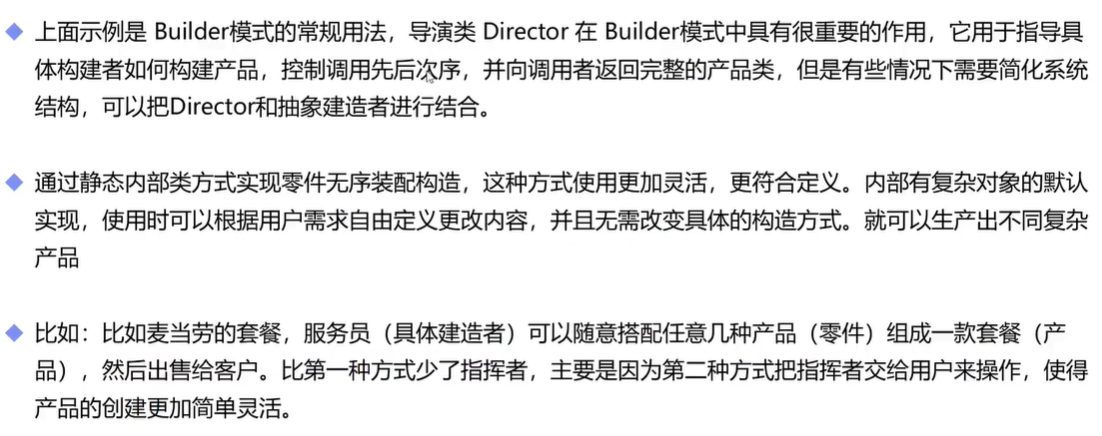 上面示例是 Builder模式的常规用法，导演类 Director 在 Builder模式中具有很重要的作用，它用于指导具
体构建者如何构建产品，控制调用先后次序，并向调用者返回完整的产品类，但是有些情况下需要简化系统
结构，可以把Director和抽象建造者进行结合。
通过静态内部类方式实现零件无序装配构造，这种方式使用更加灵活，更符合定义。内部有复杂对象的默认
实现，使用时可以根据用户需求自由定义更改内容，并且无需改变具体的构造方式。就可以生产出不同复杂
产品
比如：比如麦当劳的套餐，服务员（具体建造者）可以随意搭配任意几种产品（零件）组成一款套餐（产
品），然后出售给客户。比第一种方式少了指挥者，主要是因为第二种方式把指挥者交给用户来操作，使得
产品的创建更加简单灵活。